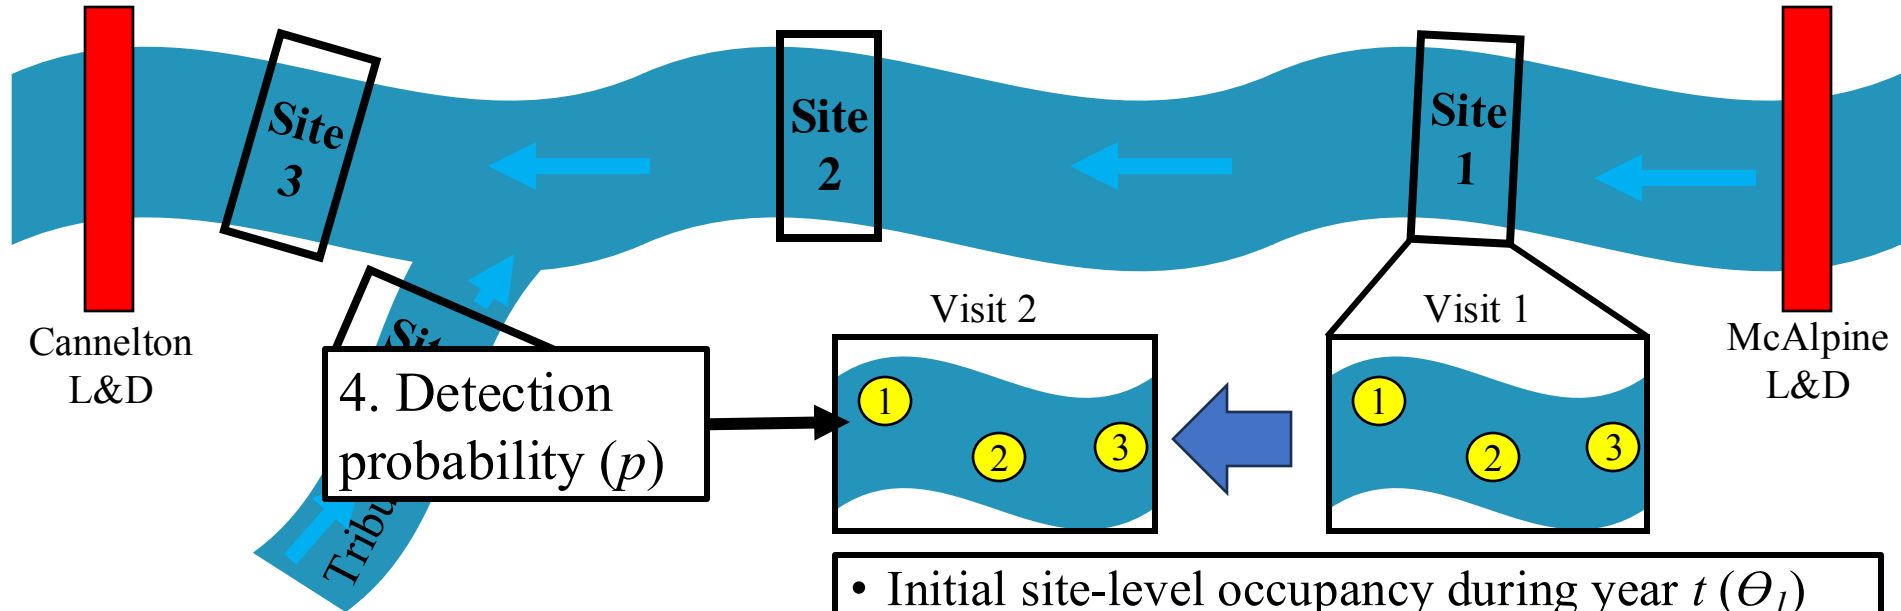 Site
3
Site
2
Site
1
Cannelton
L&D
McAlpine
L&D
Visit 2
Visit 1
4. Detection
probability (p)
1
2
3
1
2
3
• Initial site-level occupancy during year t (Θ1)